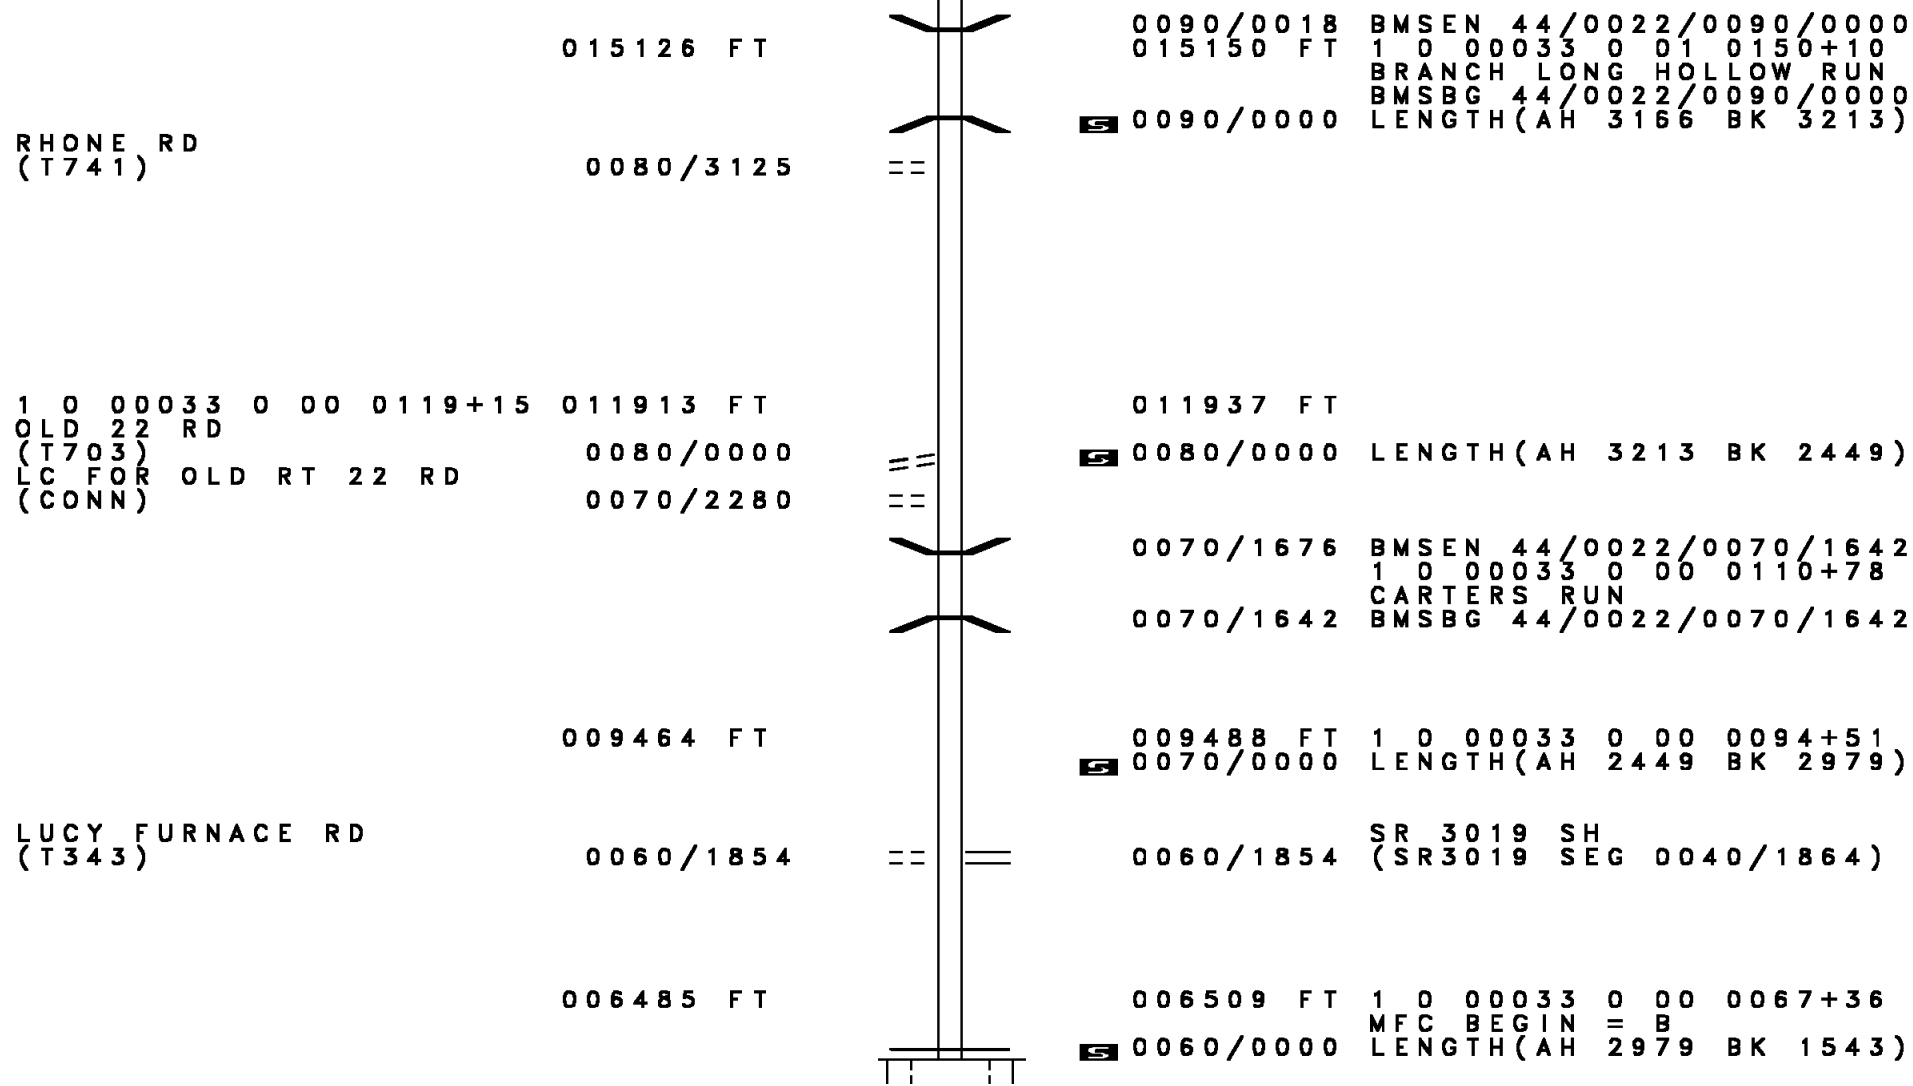 0090/0018 BMSEN 44/0022/0090/0000
015126 FT 015150 FT 1 0 00033 0 01 0150+10
BRANCH LONG HOLLOW RUN
BMSBG 44/0022/0090/0000
S 0090/0000 LENGTH(AH 3166 BK 3213)
RHONE RD
(T741) 0080/3125
1 0 00033 0 00 0119+15 011913 FT 011937 FT
OLD 22 RD
(T703) 0080/0000 S 0080/0000 LENGTH(AH 3213 BK 2449)
LC FOR OLD RT 22 RD
(CONN) 0070/2280
0070/1676 BMSEN 44/0022/0070/1642
1 0 00033 0 00 0110+78
CARTERS RUN
0070/1642 BMSBG 44/0022/0070/1642
009464 FT 009488 FT 1 0 00033 0 00 0094+51
S 0070/0000 LENGTH(AH 2449 BK 2979)
LUCY FURNACE RD SR 3019 SH
(T343) 0060/1854 0060/1854 (SR3019 SEG 0040/1864)
006485 FT 006509 FT 1 0 00033 0 00 0067+36
MFC BEGIN = B
S 0060/0000 LENGTH(AH 2979 BK 1543)